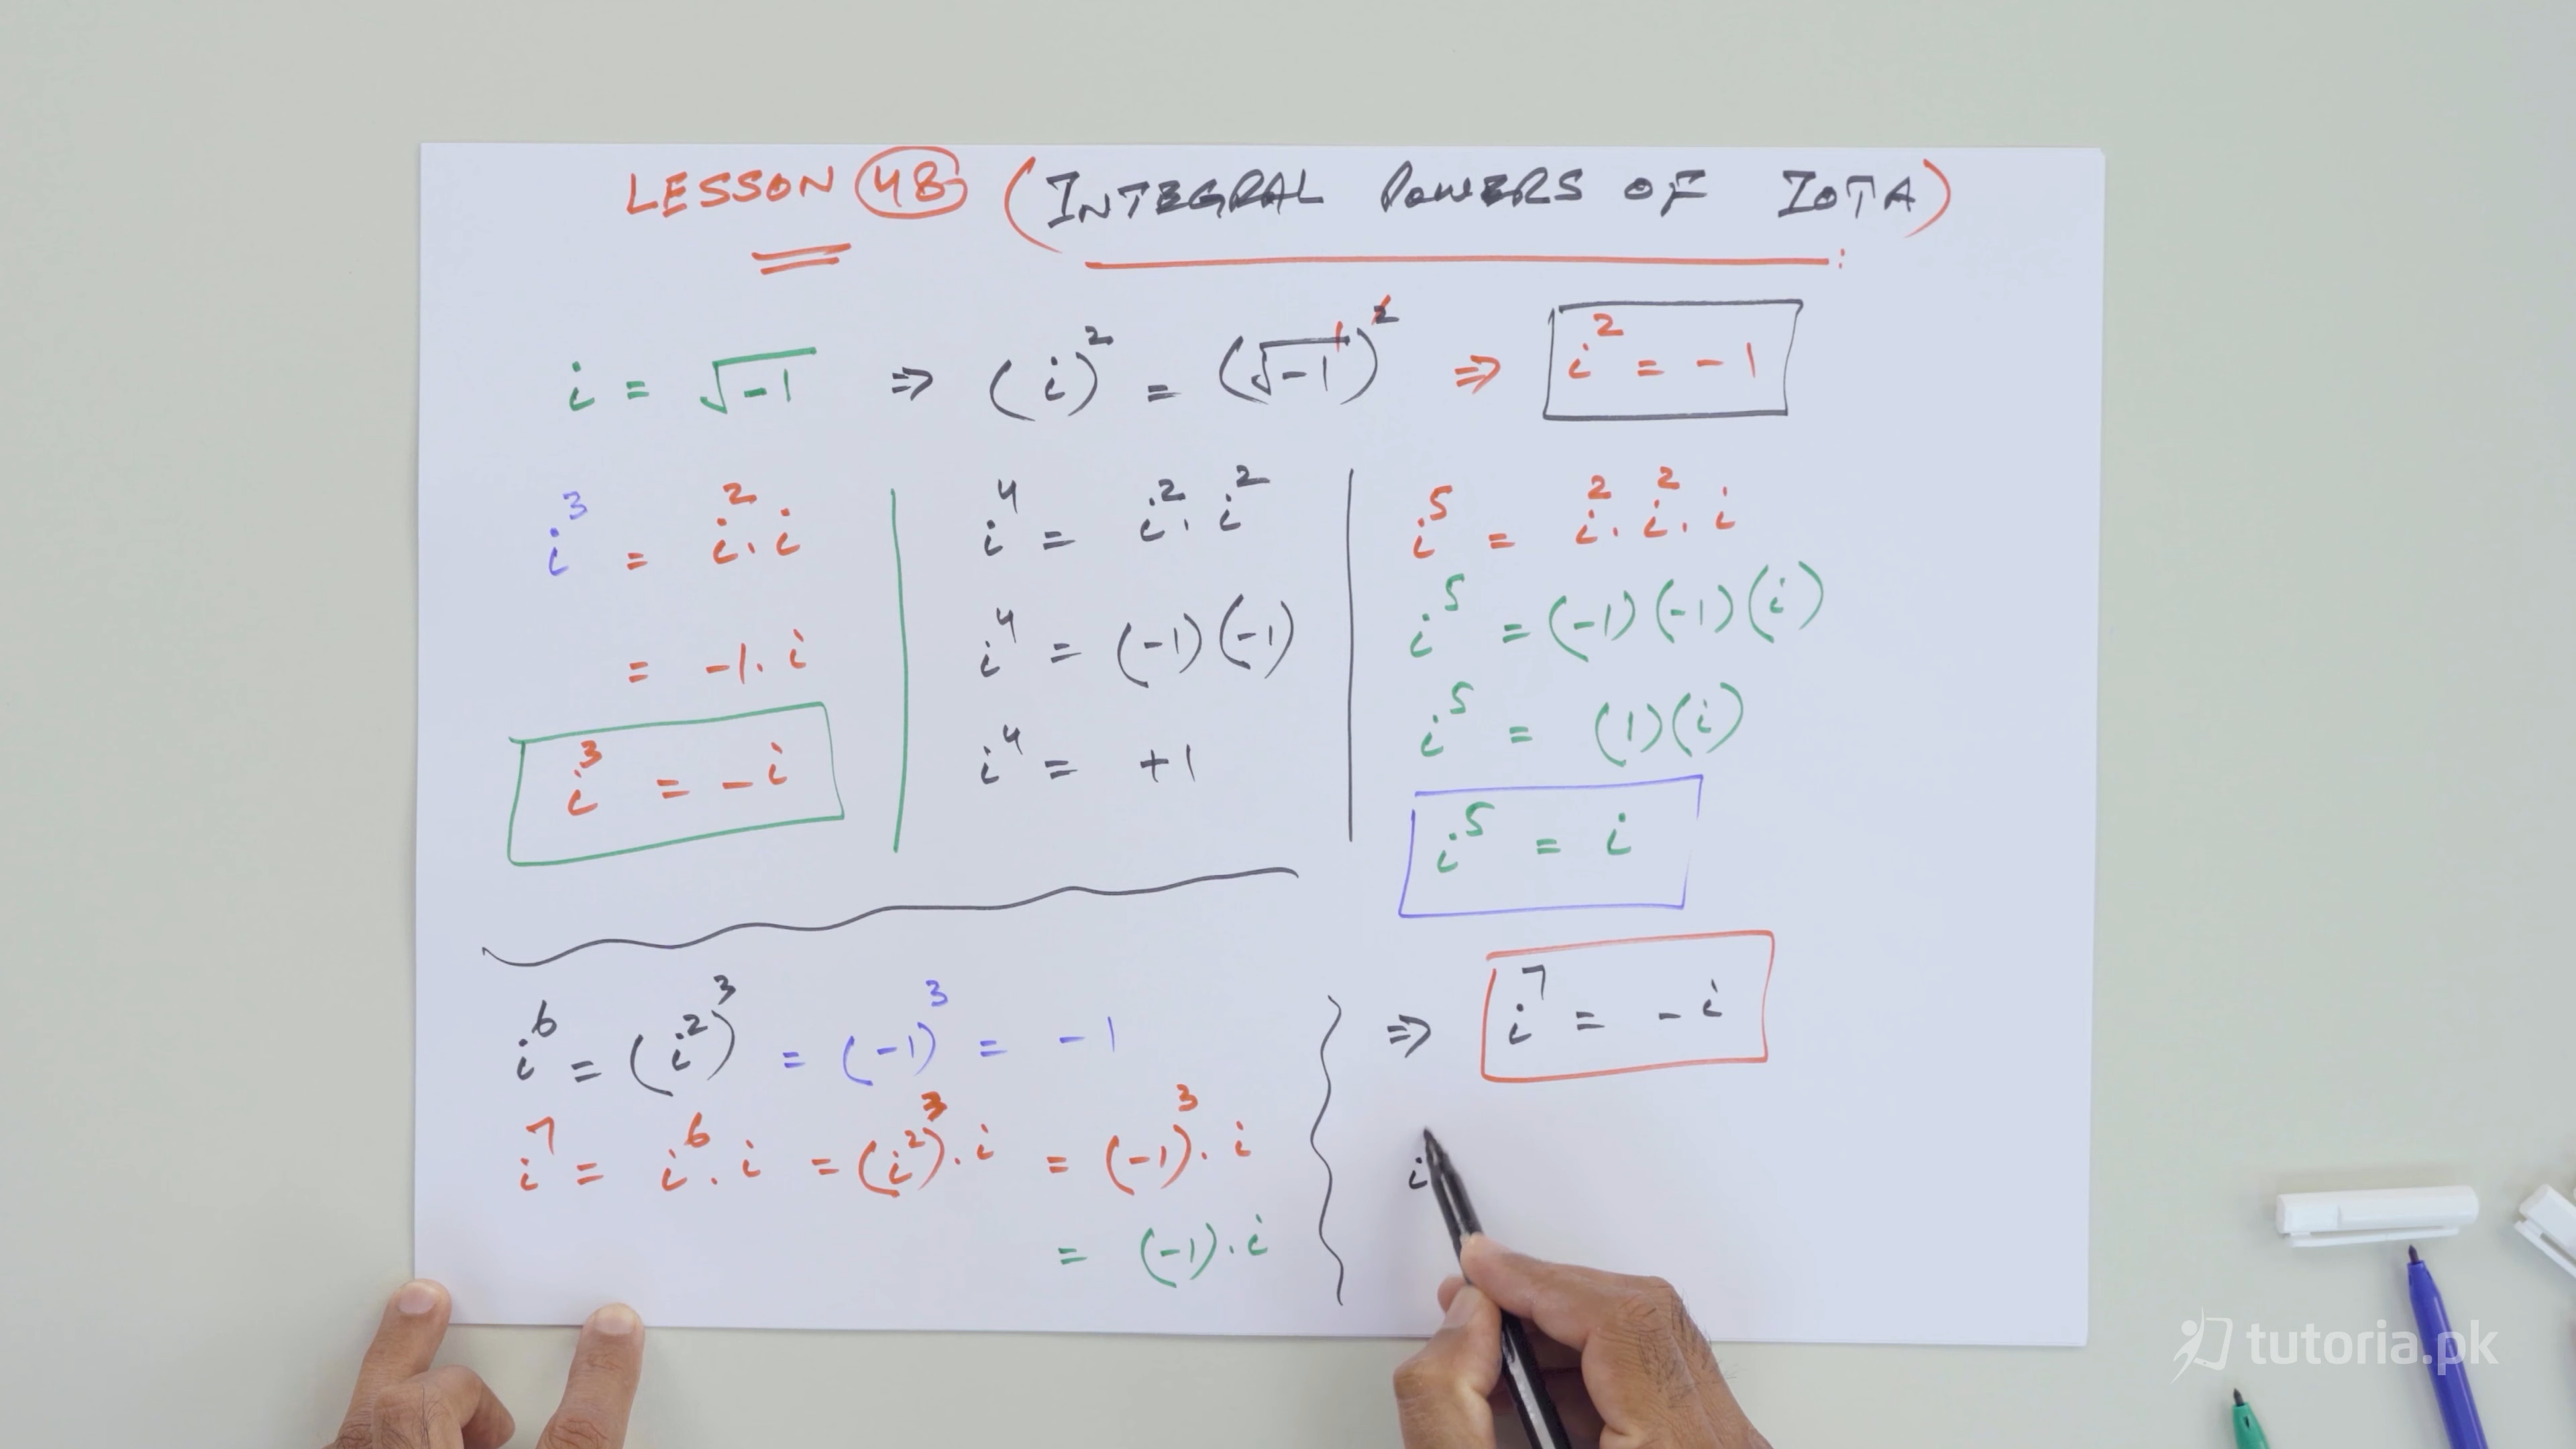 LESSON 48 (INTEGRAL POWERS OF IOTA):
i = √-1 ⇒ (i)² = (√-1)² ⇒ i² = -1
i³ = i².i
= -1.i
i³ = -i
i⁴ = i².i²
i⁴ = (-1)(-1)
i⁴ = +1
i⁵ = i².i².i
i⁵ = (-1)(-1)(i)
i⁵ = (1)(i)
i⁵ = i
i⁶ = (i²)³ = (-1)³ = -1
i⁷ = i⁶.i = (i²)³.i = (-1)³.i
= (-1).i
⇒ i⁷ = -i
i
tutoria.pk